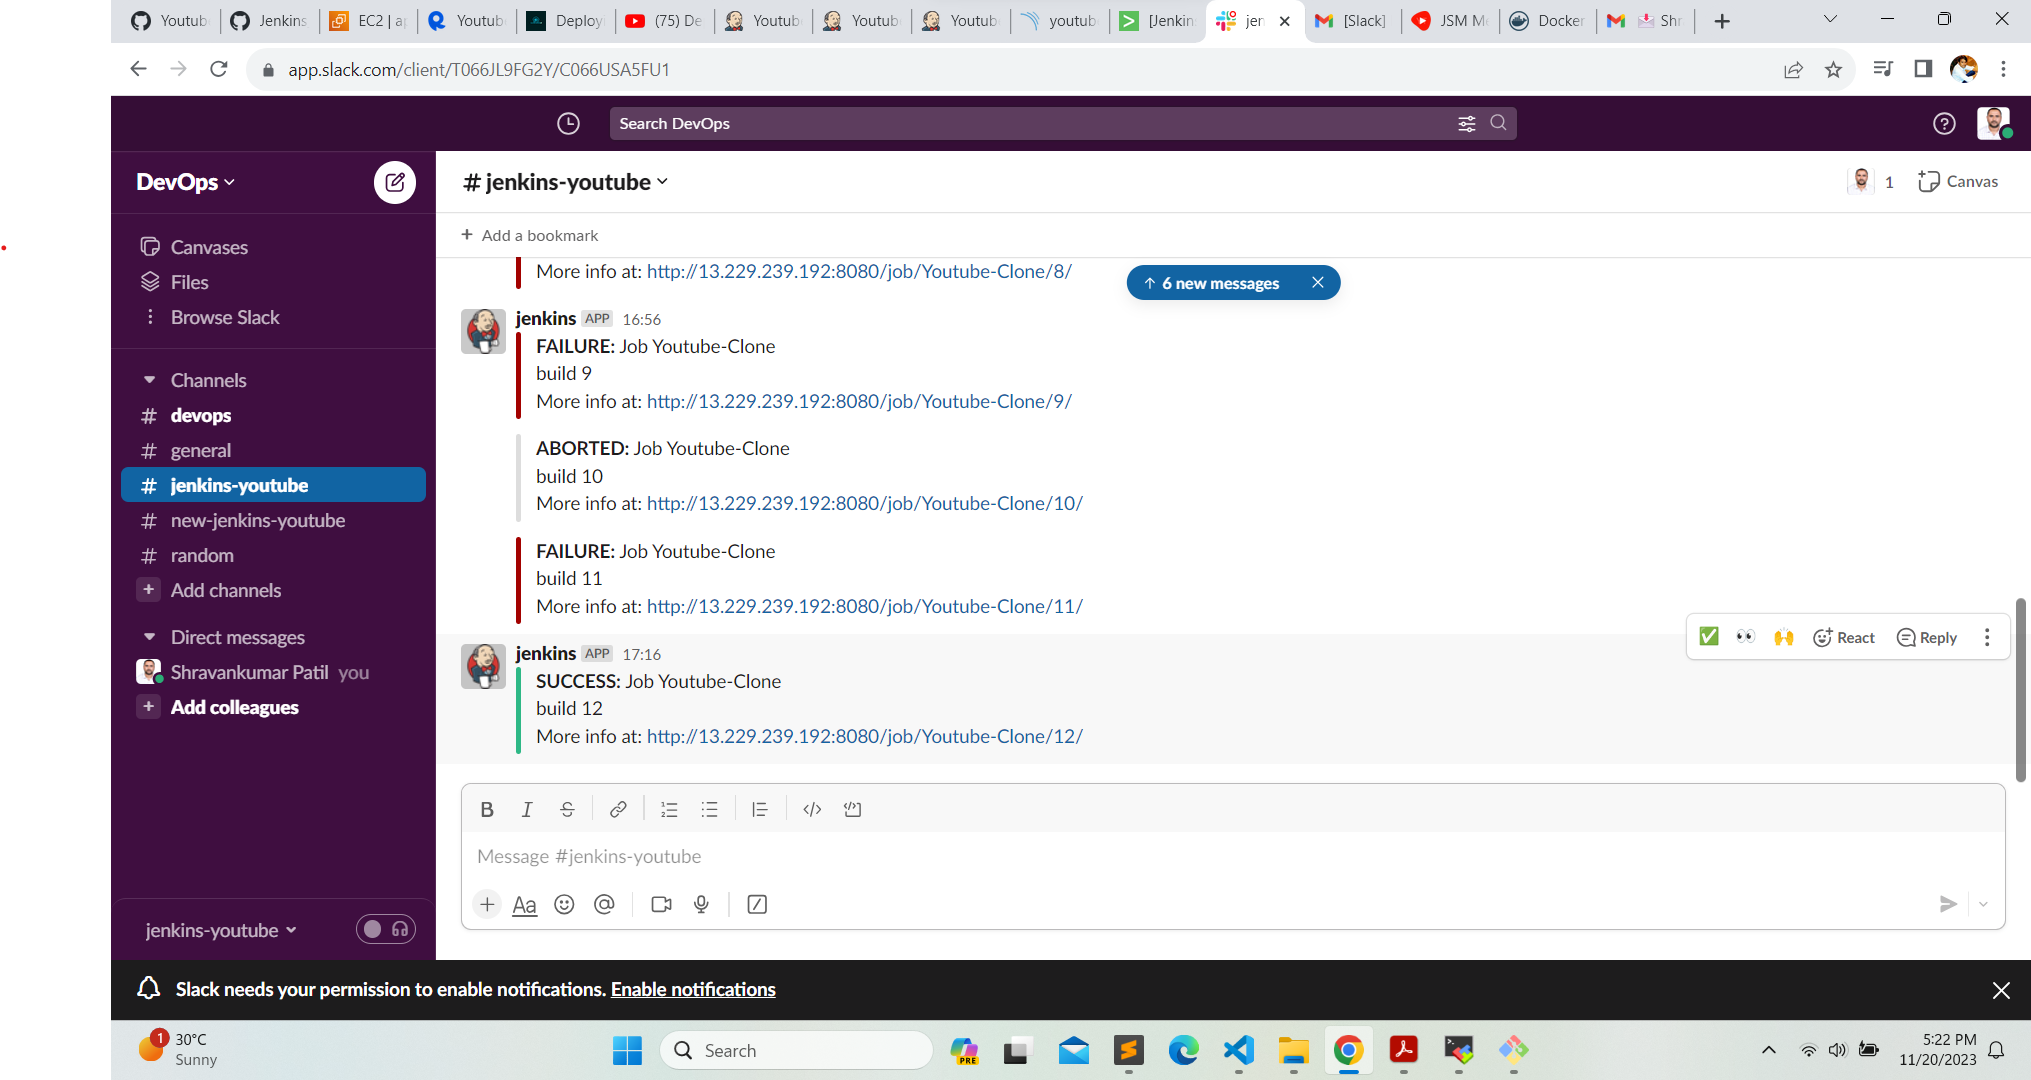 Youtub
Jenkins
EC2 | a
Youtub
Deploy
(75) De
Youtub
Youtub
Youtub
youtub
[Jenkin
jen
[Slack]
JSM M
Docker
Shr
app.slack.com/client/T066JL9FG2Y/C066USA5FU1
Search DevOps
DevOps
# jenkins-youtube
1
Canvas
+ Add a bookmark
Canvases
Files
Browse Slack
Channels
# devops
# general
# jenkins-youtube
# new-jenkins-youtube
# random
+ Add channels
Direct messages
Shravankumar Patil you
+ Add colleagues
jenkins-youtube
More info at: http://13.229.239.192:8080/job/Youtube-Clone/8/
↑ 6 new messages
jenkins APP 16:56
FAILURE: Job Youtube-Clone
build 9
More info at: http://13.229.239.192:8080/job/Youtube-Clone/9/
ABORTED: Job Youtube-Clone
build 10
More info at: http://13.229.239.192:8080/job/Youtube-Clone/10/
FAILURE: Job Youtube-Clone
build 11
More info at: http://13.229.239.192:8080/job/Youtube-Clone/11/
React
Reply
jenkins APP 17:16
SUCCESS: Job Youtube-Clone
build 12
More info at: http://13.229.239.192:8080/job/Youtube-Clone/12/
B I S
Message #jenkins-youtube
+ Aa
Slack needs your permission to enable notifications. Enable notifications
1
30°C
Sunny
Search
PRE
5:22 PM
11/20/2023